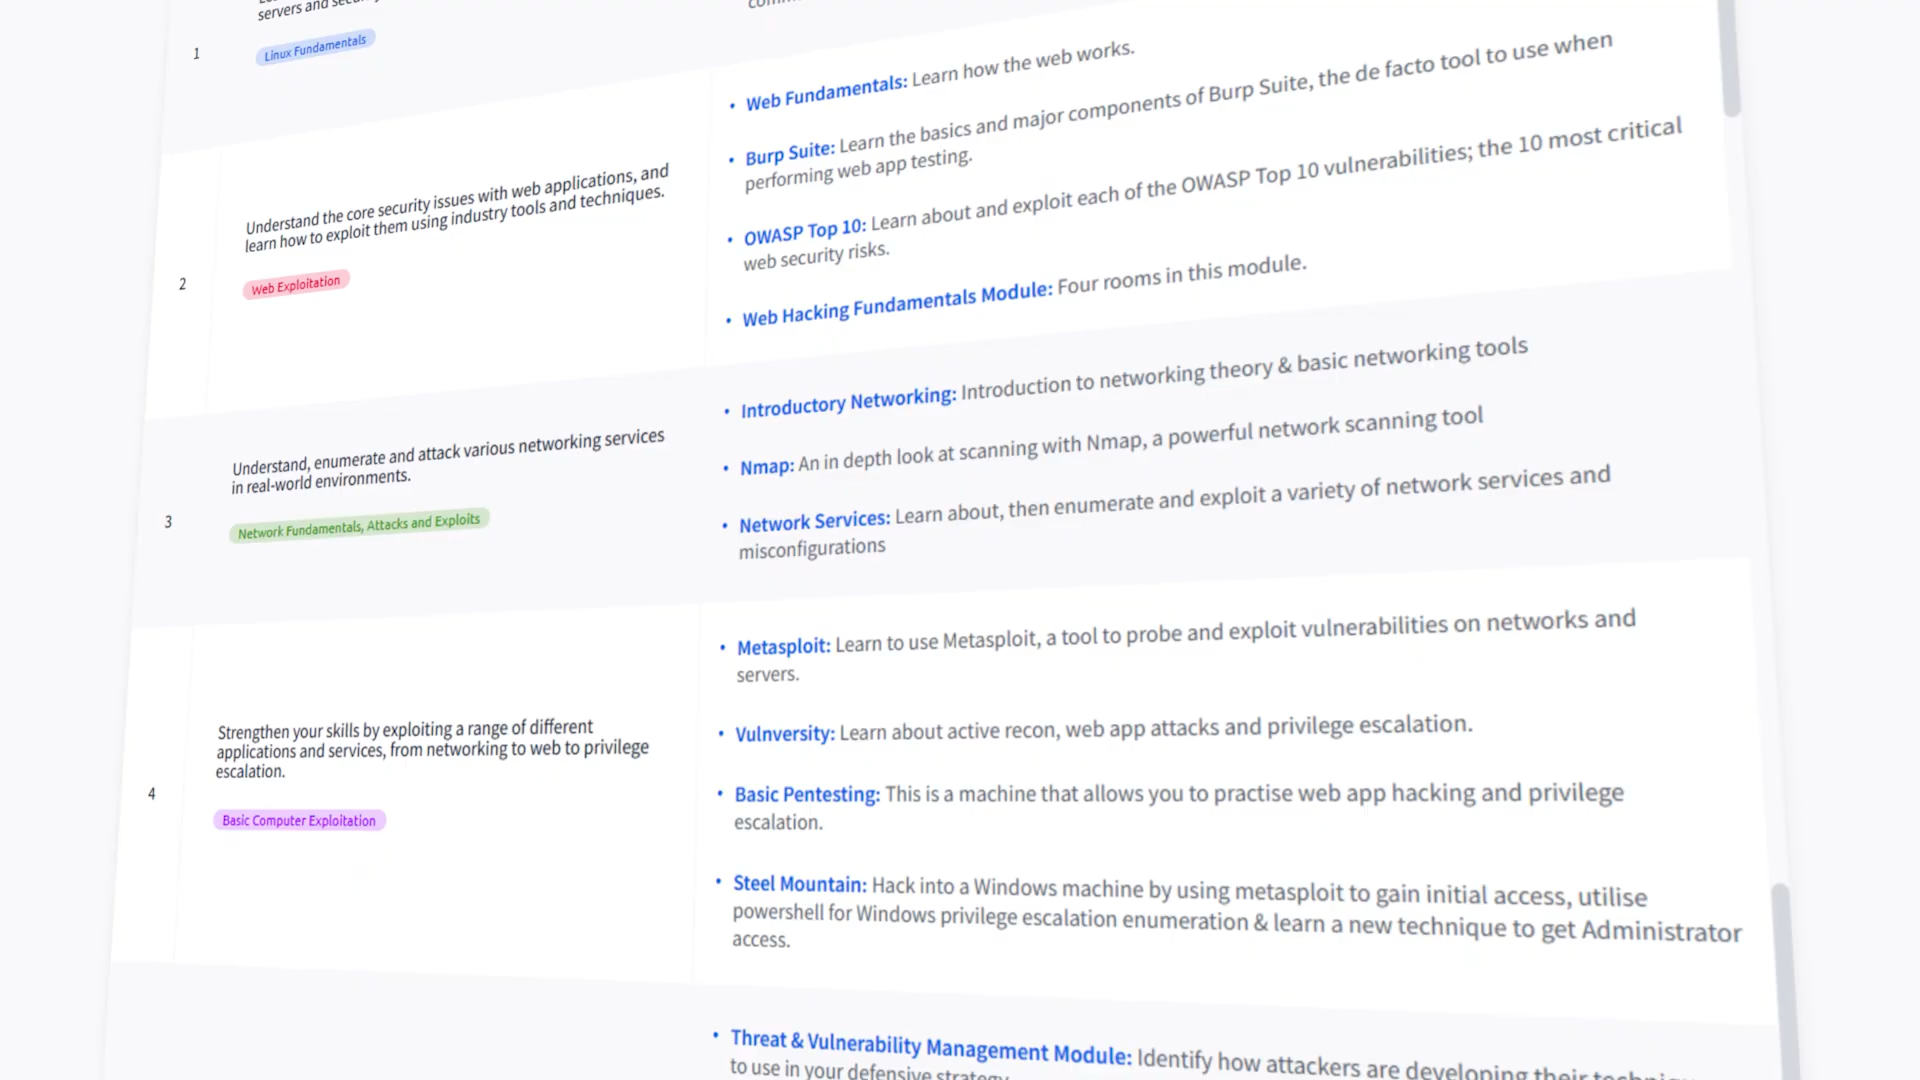 servers and
1
Linux Fundamentals
• Web Fundamentals: Learn how the web works.
• Burp Suite: Learn the basics and major components of Burp Suite, the de facto tool to use when
performing web app testing.
• OWASP Top 10: Learn about and exploit each of the OWASP Top 10 vulnerabilities; the 10 most critical
web security risks.
• Web Hacking Fundamentals Module: Four rooms in this module.
2
Understand the core security issues with web applications, and
learn how to exploit them using industry tools and techniques.
Web Exploitation
• Introductory Networking: Introduction to networking theory & basic networking tools
• Nmap: An in depth look at scanning with Nmap, a powerful network scanning tool
• Network Services: Learn about, then enumerate and exploit a variety of network services and
misconfigurations
3
Understand, enumerate and attack various networking services
in real-world environments.
Network Fundamentals, Attacks and Exploits
• Metasploit: Learn to use Metasploit, a tool to probe and exploit vulnerabilities on networks and
servers.
• Vulnversity: Learn about active recon, web app attacks and privilege escalation.
• Basic Pentesting: This is a machine that allows you to practise web app hacking and privilege
escalation.
• Steel Mountain: Hack into a Windows machine by using metasploit to gain initial access, utilise
powershell for Windows privilege escalation enumeration & learn a new technique to get Administrator
access.
4
Strengthen your skills by exploiting a range of different
applications and services, from networking to web to privilege
escalation.
Basic Computer Exploitation
• Threat & Vulnerability Management Module: Identify how attackers are developing their
to use in your defensive strategy